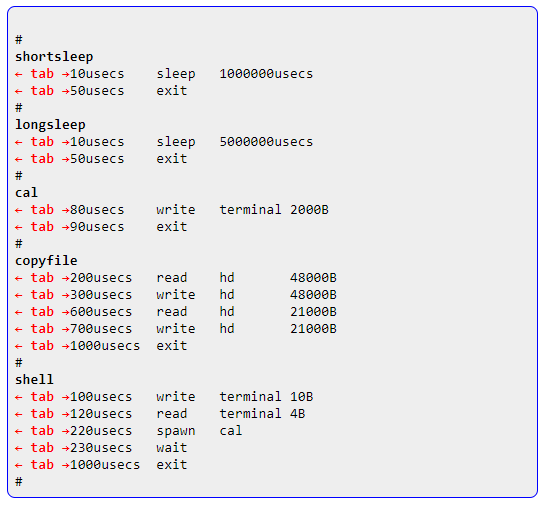 #
shortsleep
← tab →10usecs    sleep   1000000usecs
← tab →50usecs    exit
#
longsleep
← tab →10usecs    sleep   5000000usecs
← tab →50usecs    exit
#
cal
← tab →80usecs    write   terminal 2000B
← tab →90usecs    exit
#
copyfile
← tab →200usecs   read    hd       48000B
← tab →300usecs   write   hd       48000B
← tab →600usecs   read    hd       21000B
← tab →700usecs   write   hd       21000B
← tab →1000usecs  exit
#
shell
← tab →100usecs   write   terminal 10B
← tab →120usecs   read    terminal 4B
← tab →220usecs   spawn   cal
← tab →230usecs   wait
← tab →1000usecs  exit
#